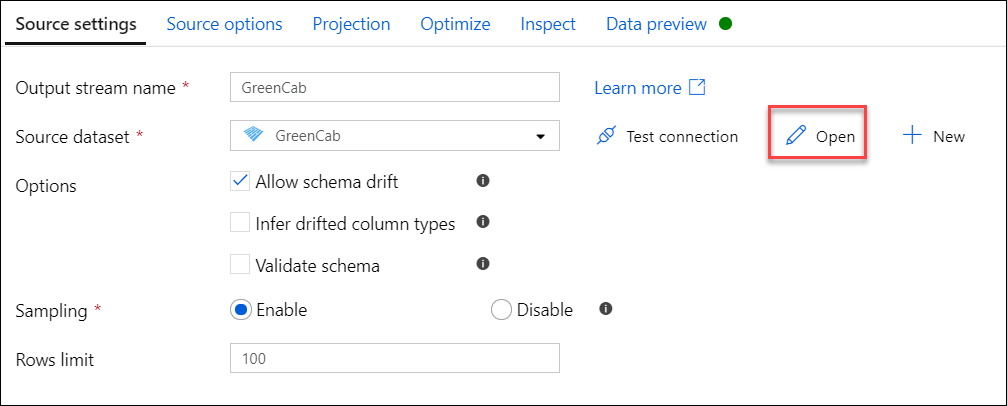 Source settings Source options Projection Optimize Inspect Data preview
Output stream name * GreenCab Learn more
Source dataset * GreenCab Test connection Open New
Options Allow schema drift
Infer drifted column types
Validate schema
Sampling * Enable Disable
Rows limit 100